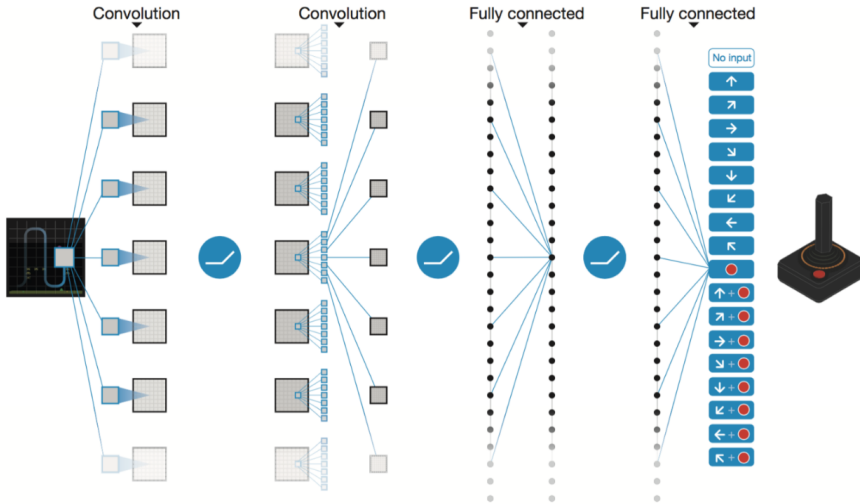 Convolution
Convolution
Fully connected
Fully connected
No input
+
+
+
+
+
+
+
+